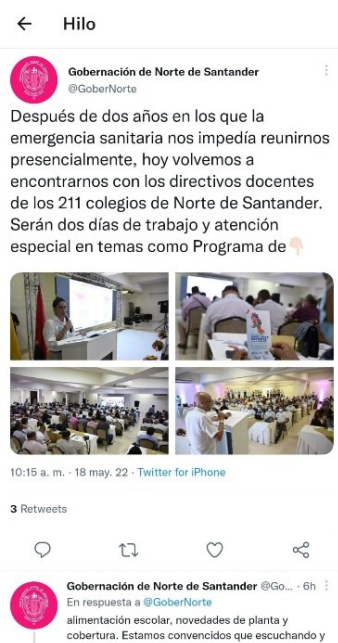 Hilo
Gobernación de Norte de Santander
@GoberNorte
Después de dos años en los que la
emergencia sanitaria nos impedía reunirnos
presencialmente, hoy volvemos a
encontrarnos con los directivos docentes
de los 211 colegios de Norte de Santander.
Serán dos días de trabajo y atención
especial en temas como Programa de👇🏻
10:15 a. m. · 18 may. 22 · Twitter for iPhone
3 Retweets
Gobernación de Norte de Santander @Go... · 6h
En respuesta a @GoberNorte
alimentación escolar, novedades de planta y
cobertura. Estamos convencidos que escuchando y